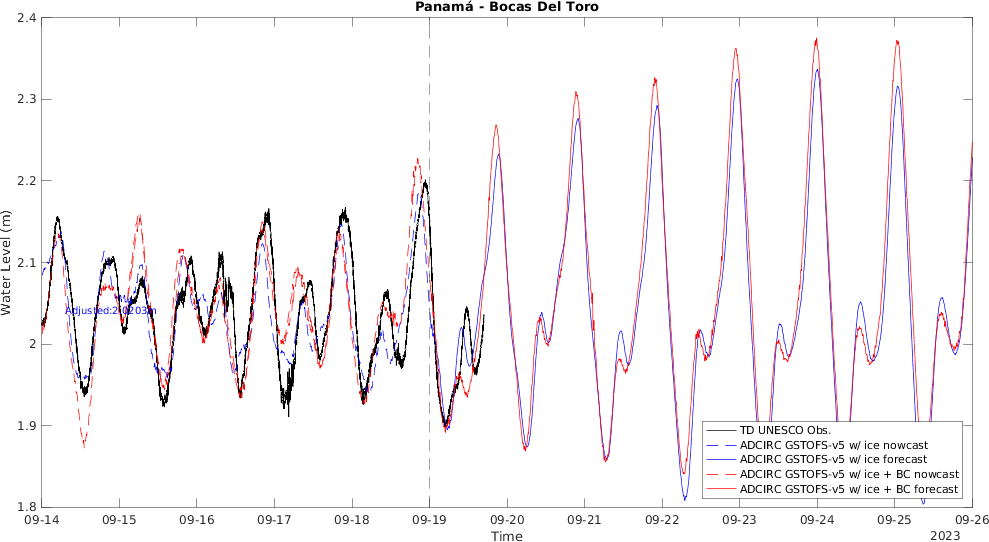 Panamá - Bocas Del Toro
2.4
2.3
2.2
2.1
2
1.9
1.8
Water Level (m)
TD UNESCO Obs.
ADCIRC GSTOFS-v5 w/ ice nowcast
ADCIRC GSTOFS-v5 w/ ice forecast
ADCIRC GSTOFS-v5 w/ ice + BC nowcast
ADCIRC GSTOFS-v5 w/ ice + BC forecast
09-14 09-15 09-16 09-17 09-18 09-19 09-20 09-21 09-22 09-23 09-24 09-25 09-26
Time
2023